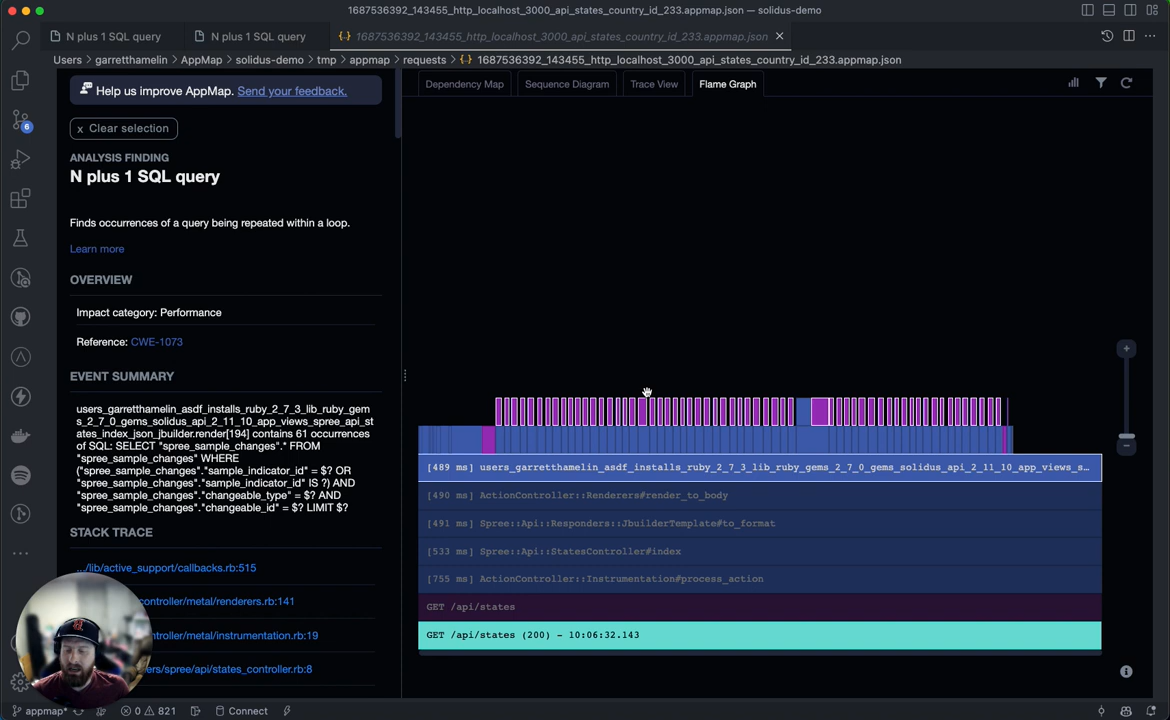 1687536392_143455_http_localhost_3000_api_states_country_id_233.appmap.json — solidus-demo
N plus 1 SQL query
N plus 1 SQL query
1687536392_143455_http_localhost_3000_api_states_country_id_233.appmap.json
Users > garretthamelin > AppMap > solidus-demo > tmp > appmap > requests > {·} 1687536392_143455_http_localhost_3000_api_states_country_id_233.appmap.json
Help us improve AppMap. Send your feedback.
x Clear selection
ANALYSIS FINDING
N plus 1 SQL query
Finds occurrences of a query being repeated within a loop.
Learn more
OVERVIEW
Impact category: Performance
Reference: CWE-1073
EVENT SUMMARY
users_garretthamelin_asdf_installs_ruby_2_7_3_lib_ruby_gem
s_2_7_0_gems_solidus_api_2_11_10_app_views_spree_api_st
ates_index_json_jbuilder.render[194] contains 61 occurrences
of SQL: SELECT "spree_sample_changes".* FROM
"spree_sample_changes" WHERE
("spree_sample_changes"."sample_indicator_id" = $? OR
"spree_sample_changes"."sample_indicator_id" IS ?) AND
"spree_sample_changes"."changeable_type" = $? AND
"spree_sample_changes"."changeable_id" = $? LIMIT $?
STACK TRACE
.../lib/active_support/callbacks.rb:515
controller/metal/renderers.rb:141
controller/metal/instrumentation.rb:19
ers/spree/api/states_controller.rb:8
Dependency Map
Sequence Diagram
Trace View
Flame Graph
[489 ms] users_garretthamelin_asdf_installs_ruby_2_7_3_lib_ruby_gems_2_7_0_gems_solidus_api_2_11_10_app_views_s…
[490 ms] ActionController::Renderers#render_to_body
[491 ms] Spree::Api::Responders::JbuilderTemplate#to_format
[533 ms] Spree::Api::StatesController#index
[755 ms] ActionController::Instrumentation#process_action
GET /api/states
GET /api/states (200) - 10:06:32.143
6
appmap*
0
821
Connect